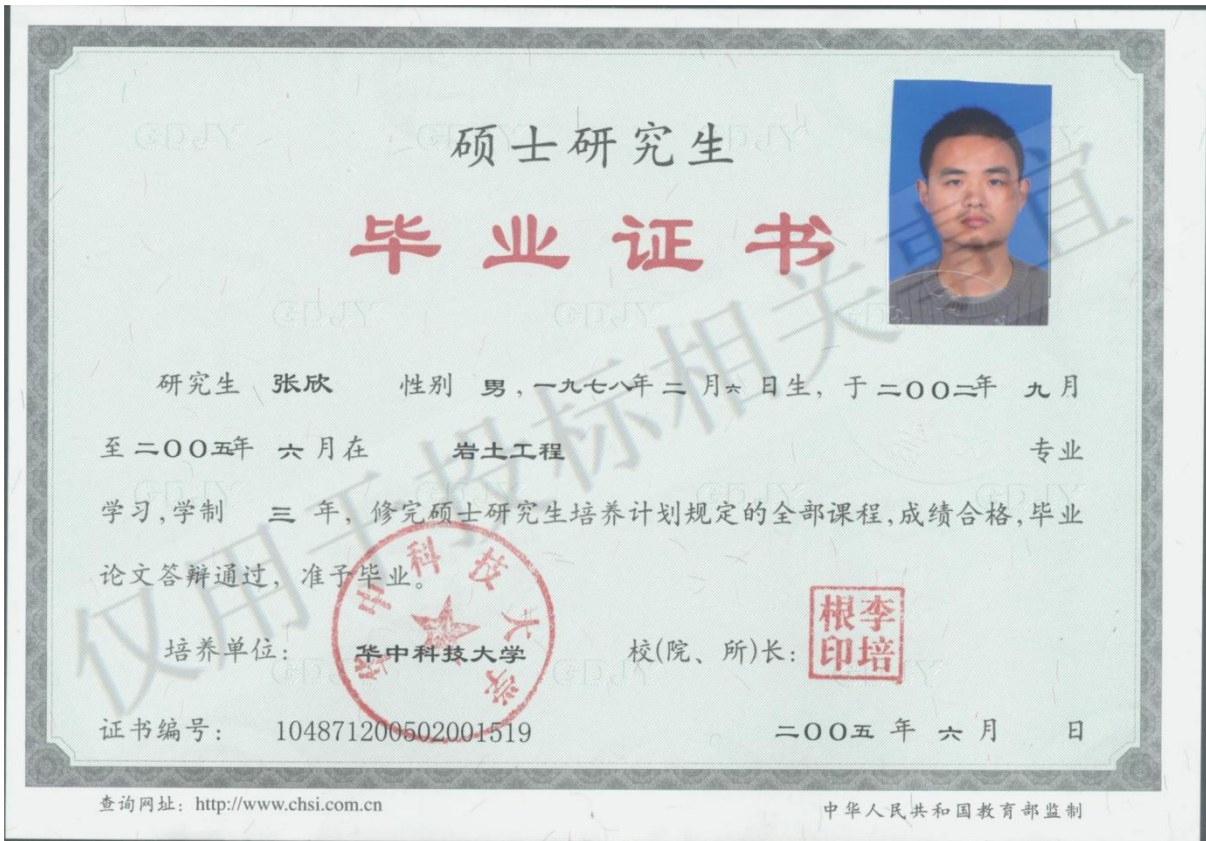 硕士研究生
毕业证书
研究生 张欣 性别 男,一九七八年 二 月六 日生, 于二〇〇二年 九月
至二〇〇五年 六月在 岩土工程 专业
学习,学制 三 年, 修完硕士研究生培养计划规定的全部课程,成绩合格,毕业
论文答辩通过, 准予毕业。
培养单位: 华中科技大学 校(院、所)长: 李培根印
华中科技大学
证书编号: 104871200502001519 二〇〇五 年 六 月 日
查询网址: http://www.chsi.com.cn 中华人民共和国教育部监制
仅用于投标相关事宜
GDJY